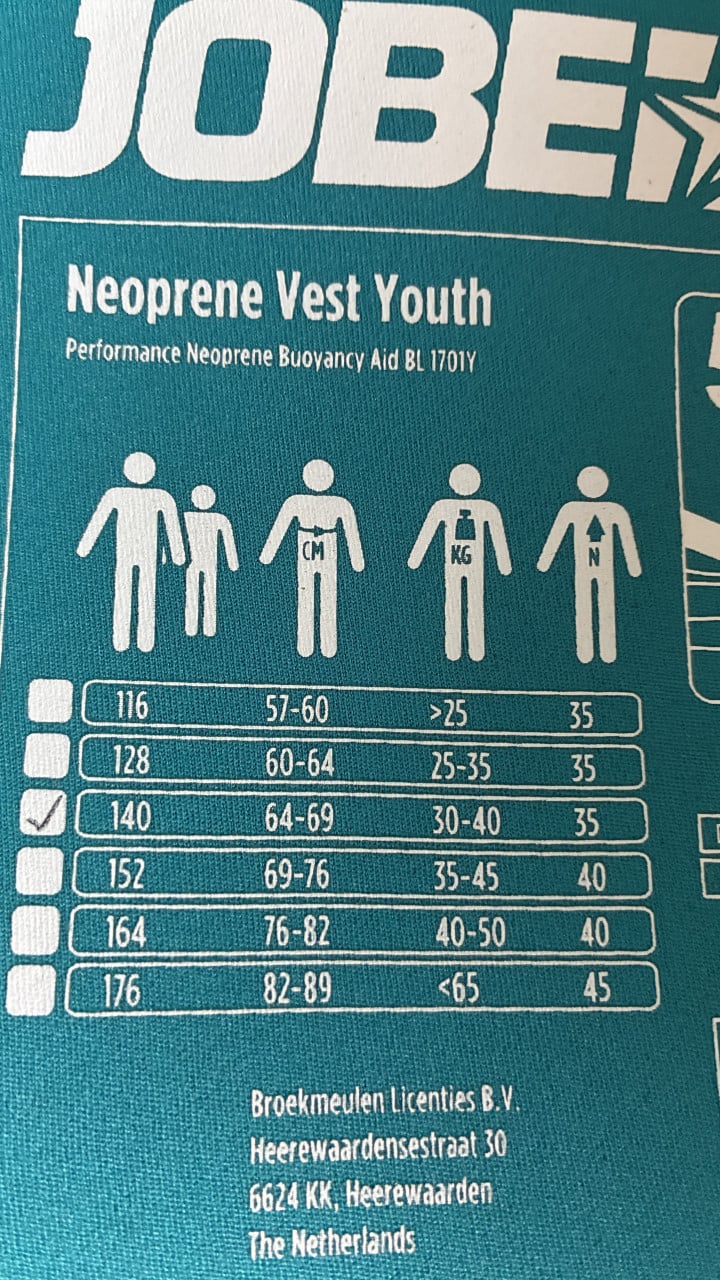 JOBE
Neoprene Vest Youth
Performance Neoprene Buoyancy Aid BL 1701Y
CM KG N
116 57-60 >25 35
128 60-64 25-35 35
140 64-69 30-40 35
152 69-76 35-45 40
164 76-82 40-50 40
176 82-89 <65 45
Broekmeulen Licenties B.V.
Heerewaardensestraat 30
6624 KK, Heerewaarden
The Netherlands